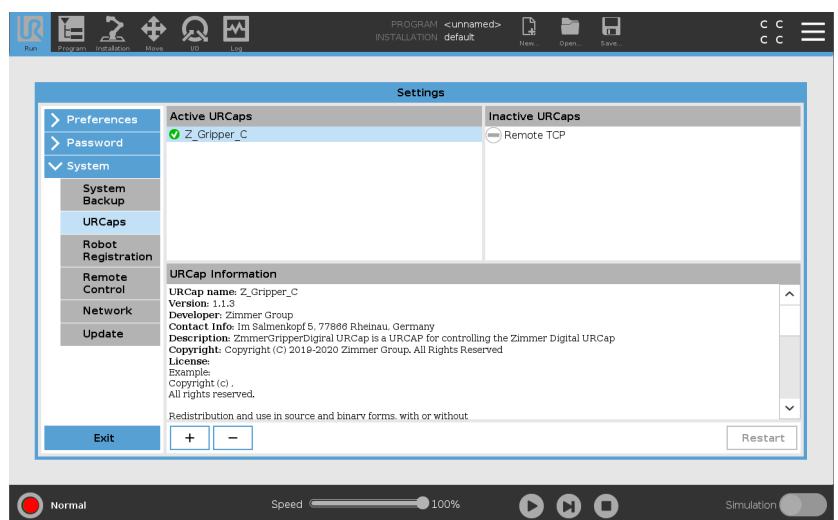 PROGRAM <unnamed>
INSTALLATION default
UR
Run
Program
Installation
Move
I/O
Log
New...
Open...
Save...
C C
C C
Settings
Preferences
Password
System
System
Backup
URCaps
Robot
Registration
Remote
Control
Network
Update
Exit
Active URCaps
Z_Gripper_C
Inactive URCaps
Remote TCP
URCap Information
URCap name: Z_Gripper_C
Version: 1.1.3
Developer: Zimmer Group
Contact Info: Im Salmenkopf 5, 77866 Rheinau, Germany
Description: ZmmerGripperDigiral URCap is a URCAP for controlling the Zimmer Digital URCap
Copyright: Copyright (C) 2019-2020 Zimmer Group. All Rights Reserved
License:
Example:
Copyright (c) .
All rights reserved.
Redistribution and use in source and binary forms, with or without
+
−
Restart
Normal
Speed
100%
Simulation